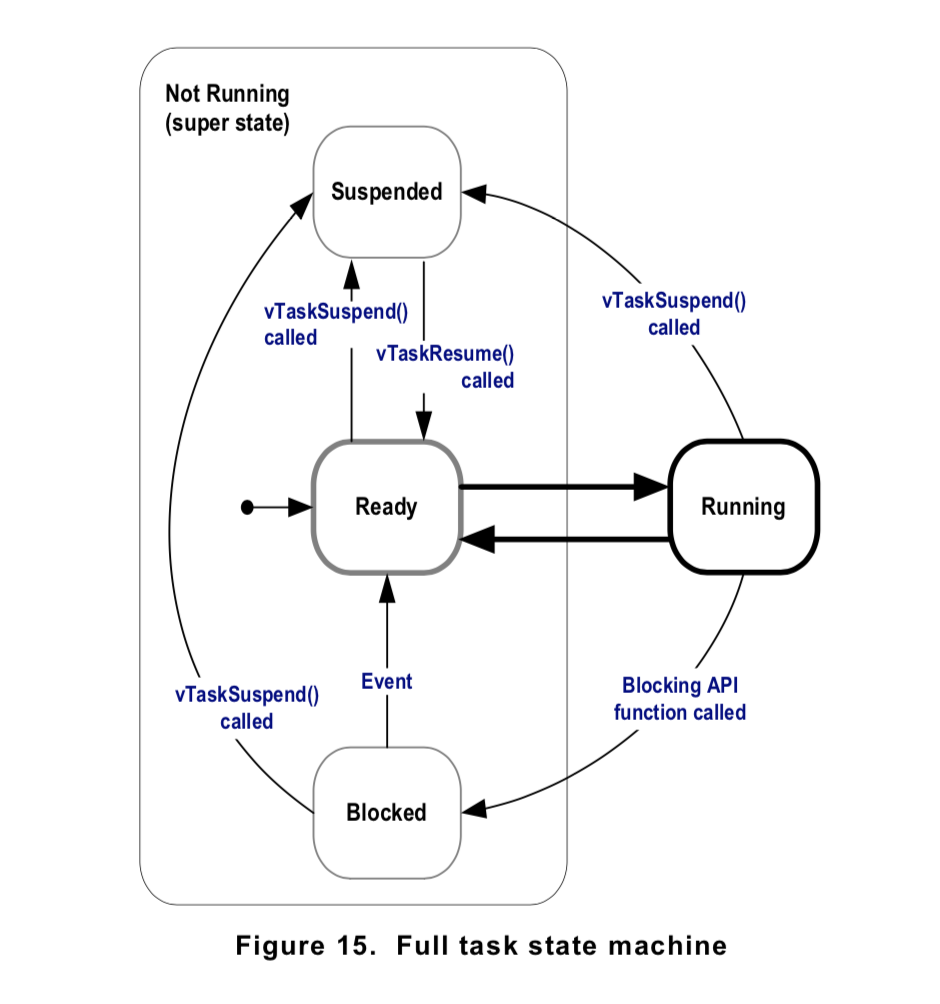 Not Running
(super state)
Suspended
vTaskSuspend()
called
vTaskSuspend()
called
vTaskResume()
called
Ready
Running
Event
vTaskSuspend()
called
Blocking API
function called
Blocked
Figure 15. Full task state machine